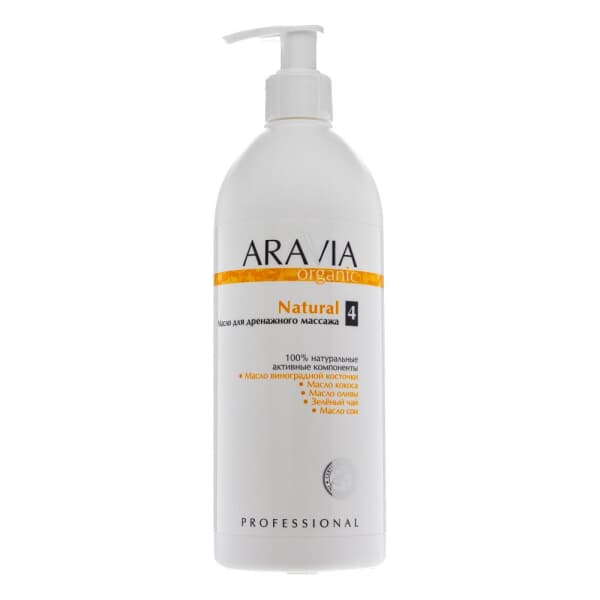 ARAVIA
organic
Natural 4
Масло для дренажного массажа
100% натуральные
активные компоненты
• Масло виноградной косточки
• Масло кокоса
• Масло оливы
• Зелёный чай
• Масло сои
PROFESSIONAL